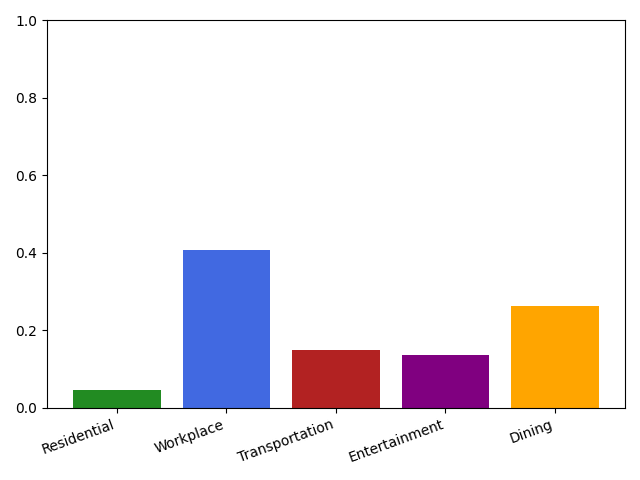 1.0
0.8
0.6
0.4
0.2
0.0
Residential
Workplace
Transportation
Entertainment
Dining